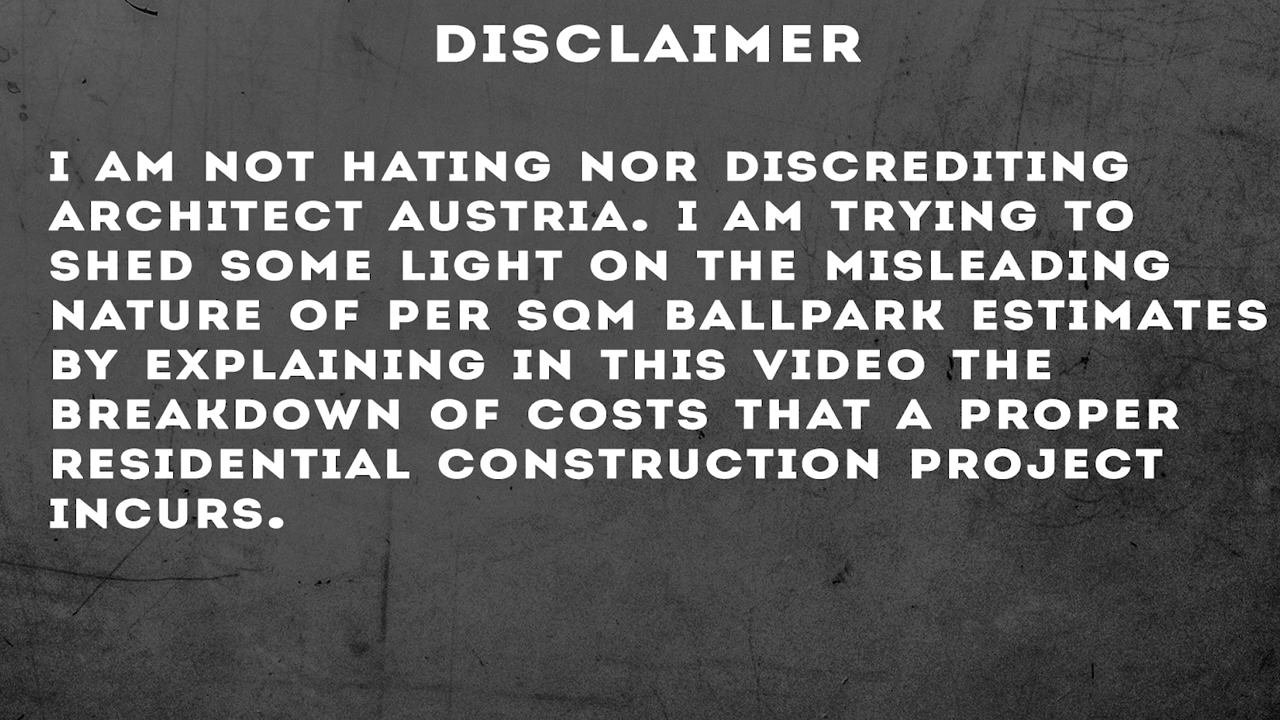 DISCLAIMER
I AM NOT HATING NOR DISCREDITING
ARCHITECT AUSTRIA. I AM TRYING TO
SHED SOME LIGHT ON THE MISLEADING
NATURE OF PER SQM BALLPARK ESTIMATES
BY EXPLAINING IN THIS VIDEO THE
BREAKDOWN OF COSTS THAT A PROPER
RESIDENTIAL CONSTRUCTION PROJECT
INCURS.